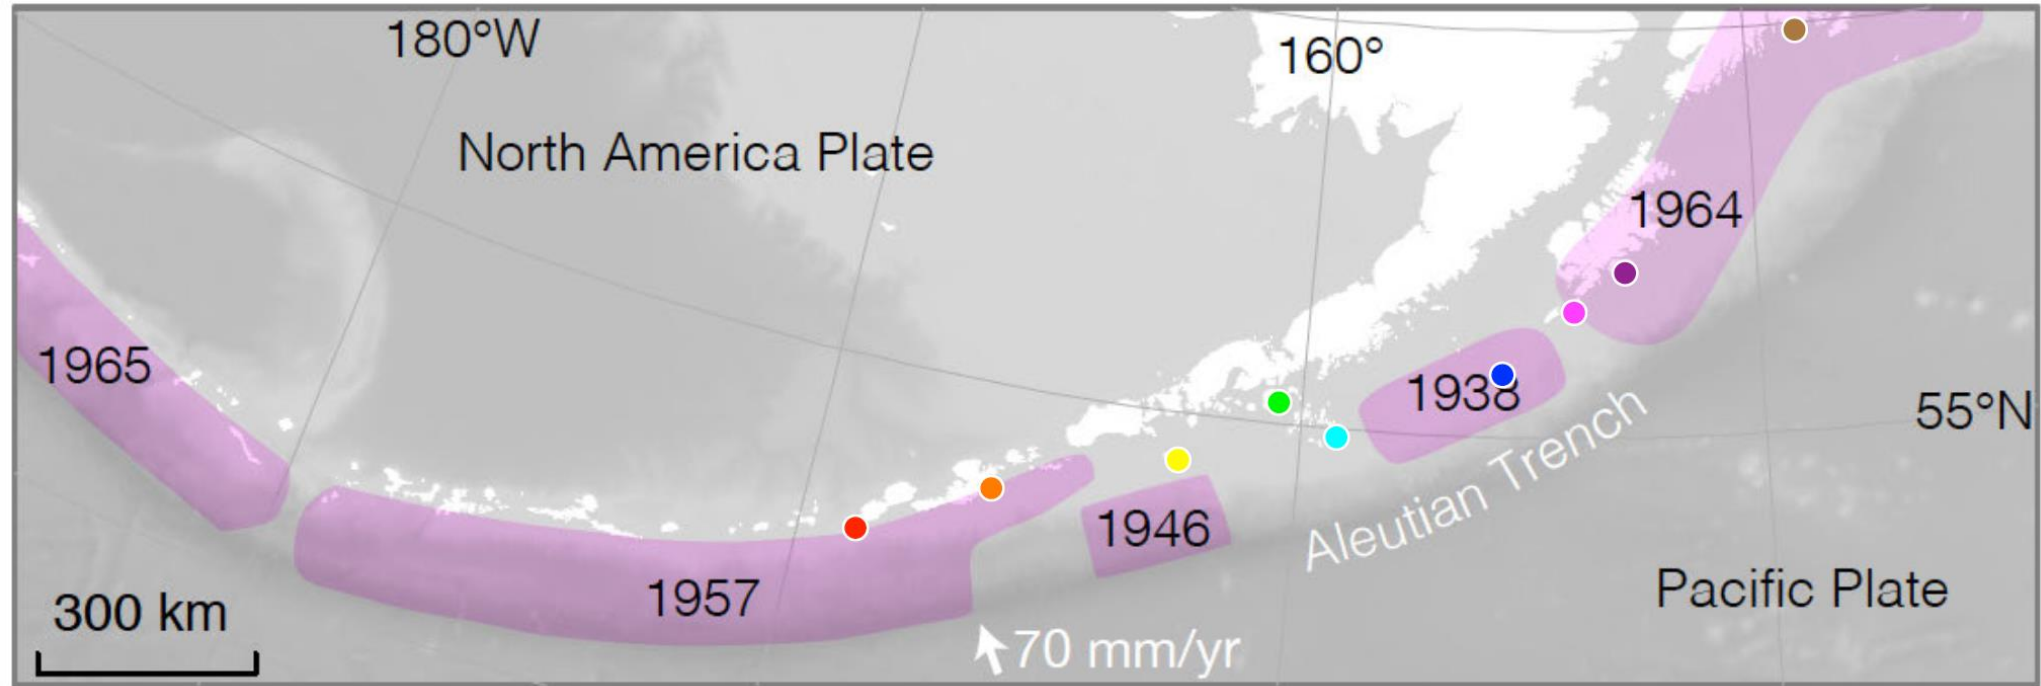 180°W
160°
North America Plate
1964
1965
1938
55°N
Aleutian Trench
1946
1957
Pacific Plate
300 km
70 mm/yr